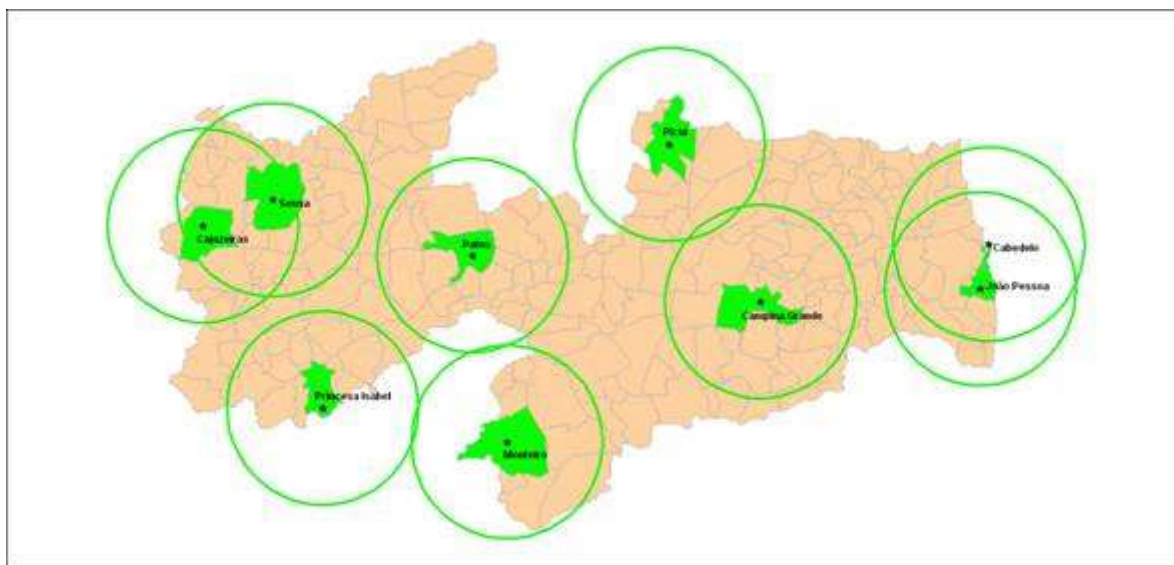 Picuí
Sousa
Cajazeiras
Patos
Cabedelo
João Pessoa
Campina Grande
Princesa Isabel
Monteiro